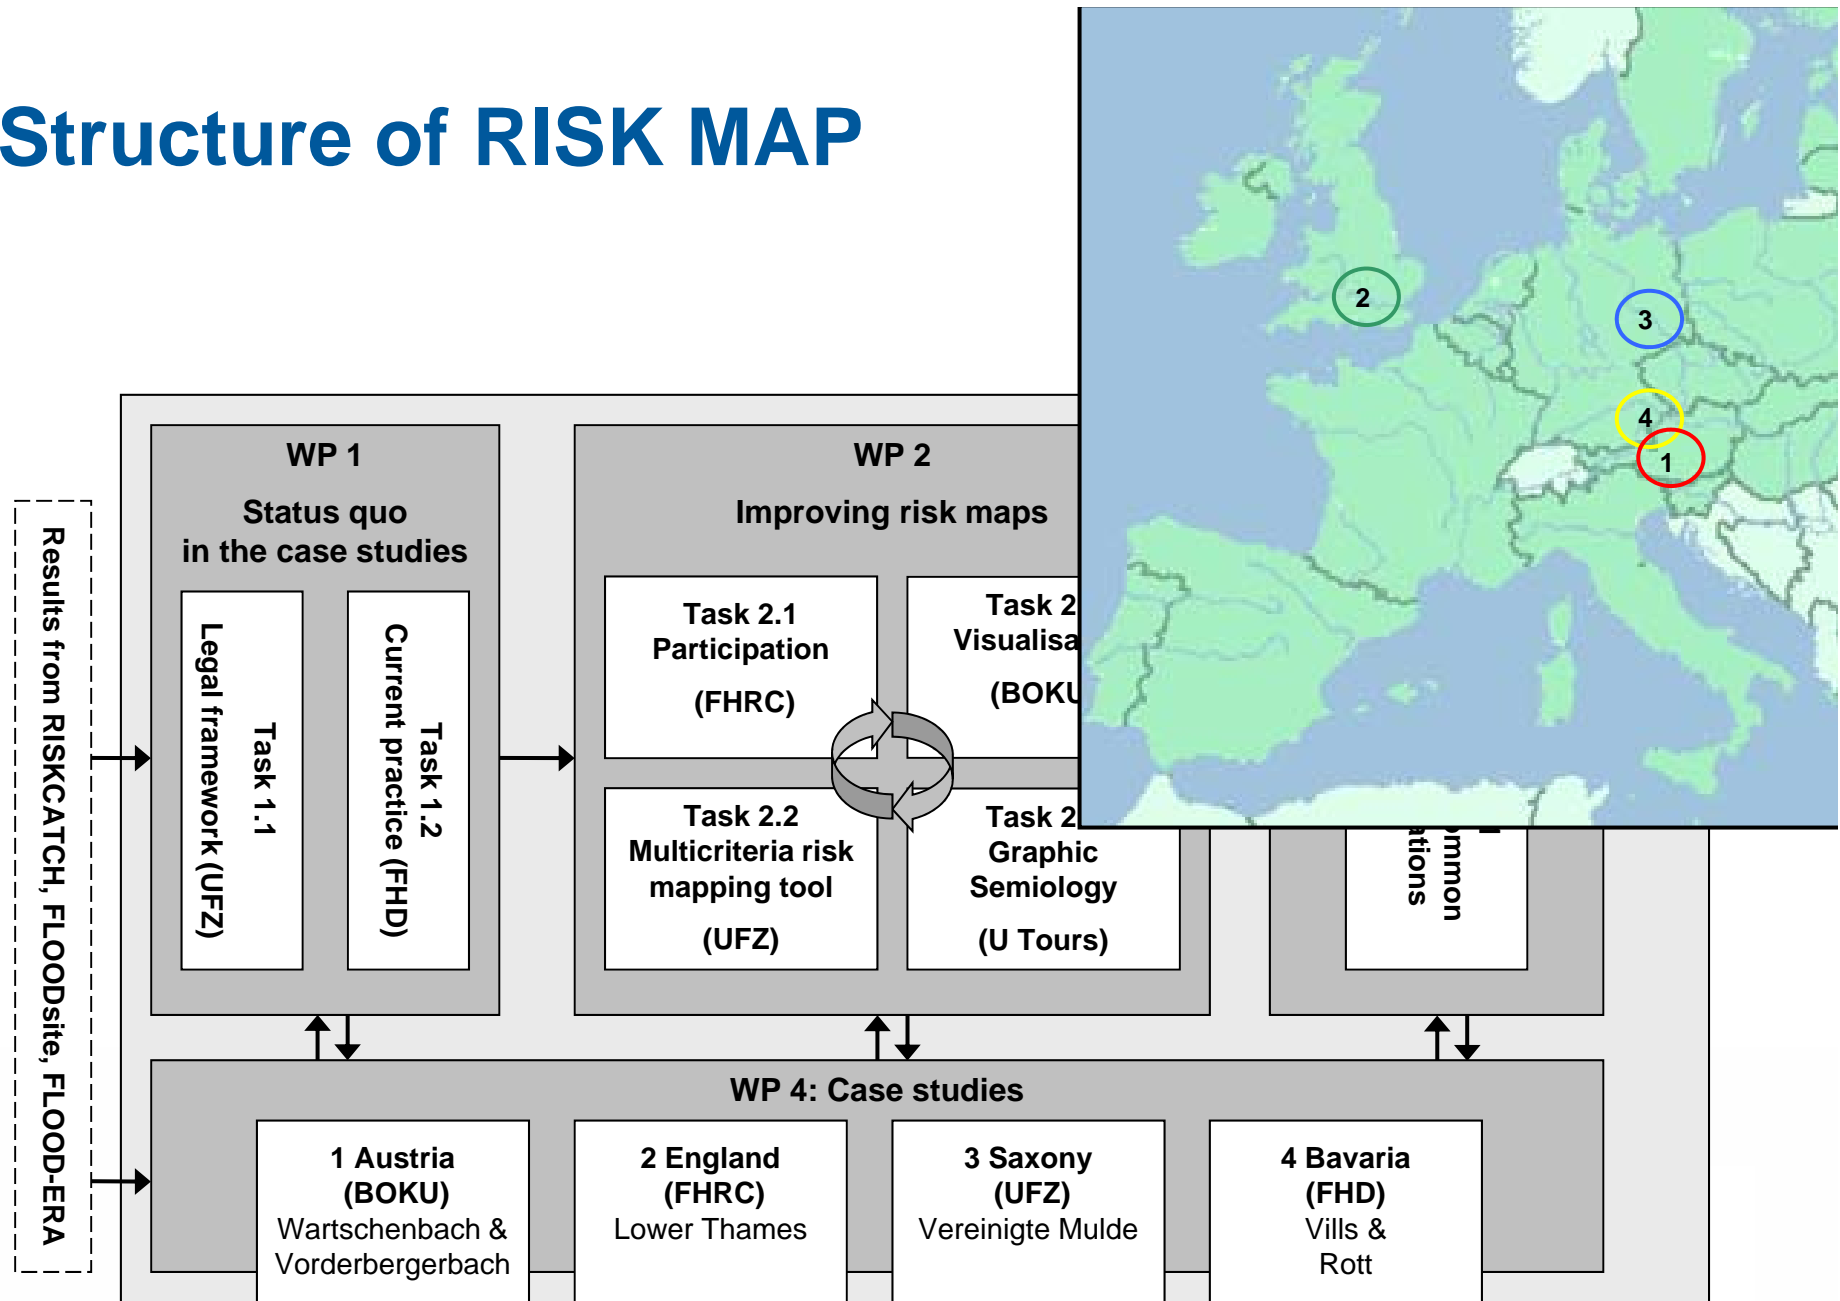 Structure of RISK MAP
2
3
4
1
Results from RISKCATCH, FLOODsite, FLOOD-ERA
WP 1
Status quo
in the case studies
Task 1.1
Legal framework (UFZ)
Task 1.2
Current practice (FHD)
WP 2
Improving risk maps
Task 2.1
Participation
(FHRC)
Task 2
Visualisa
(BOKU
Task 2.2
Multicriteria risk
mapping tool
(UFZ)
Task 2
Graphic
Semiology
(U Tours)
ommon
ations
WP 4: Case studies
1 Austria
(BOKU)
Wartschenbach &
Vorderbergerbach
2 England
(FHRC)
Lower Thames
3 Saxony
(UFZ)
Vereinigte Mulde
4 Bavaria
(FHD)
Vills &
Rott